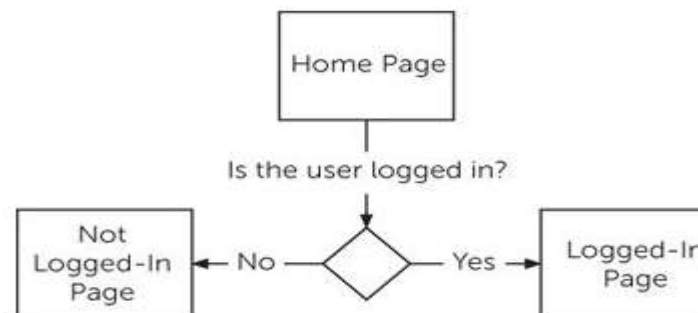 Home Page
Is the user logged in?
Not
Logged-In
Page
No
Yes
Logged-In
Page